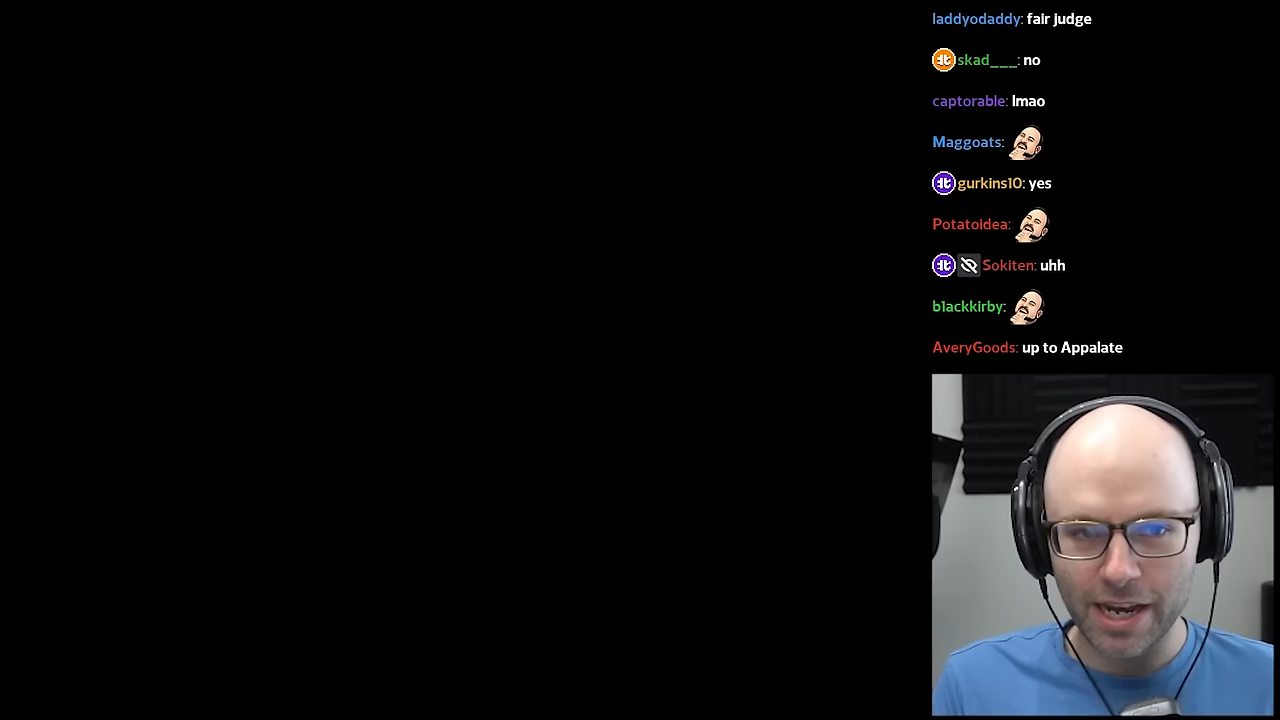 laddyodaddy: fair judge
skad___: no
captorable: lmao
Maggoats:
gurkins10: yes
Potatoidea:
Sokiten: uhh
b1ackkirby:
AveryGoods: up to Appalate